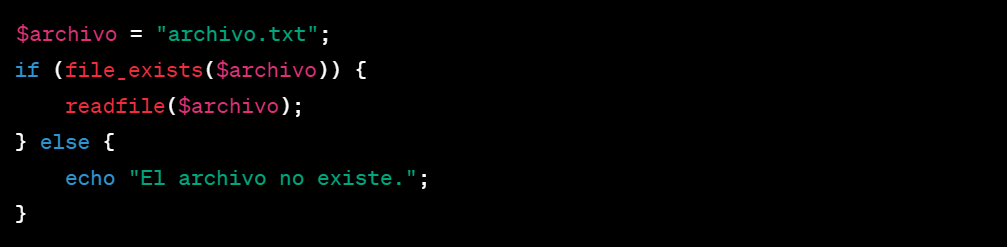 $archivo = "archivo.txt";
if (file_exists($archivo)) {
    readfile($archivo);
} else {
    echo "El archivo no existe.";
}